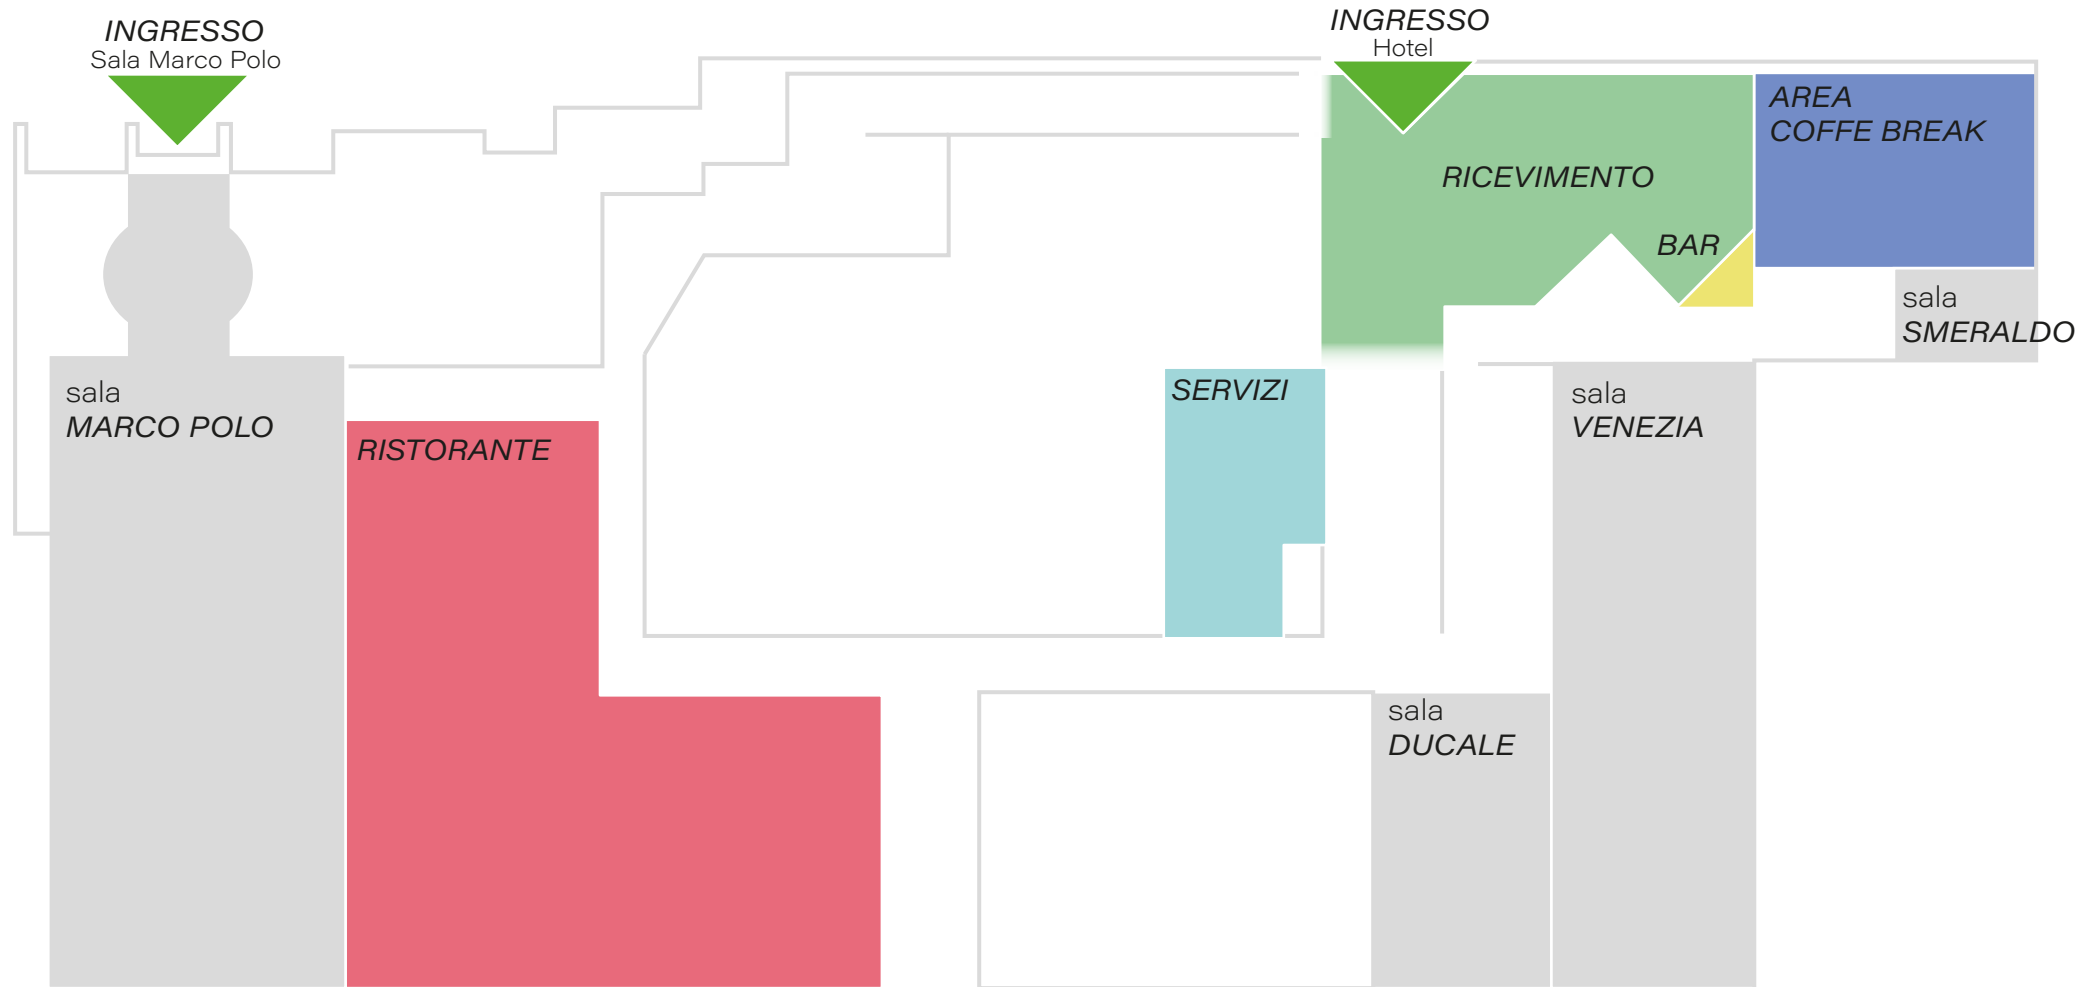 INGRESSO
Sala Marco Polo
INGRESSO
Hotel
AREA
COFFE BREAK
RICEVIMENTO
BAR
sala
SMERALDO
SERVIZI
sala
MARCO POLO
RISTORANTE
sala
VENEZIA
sala
DUCALE